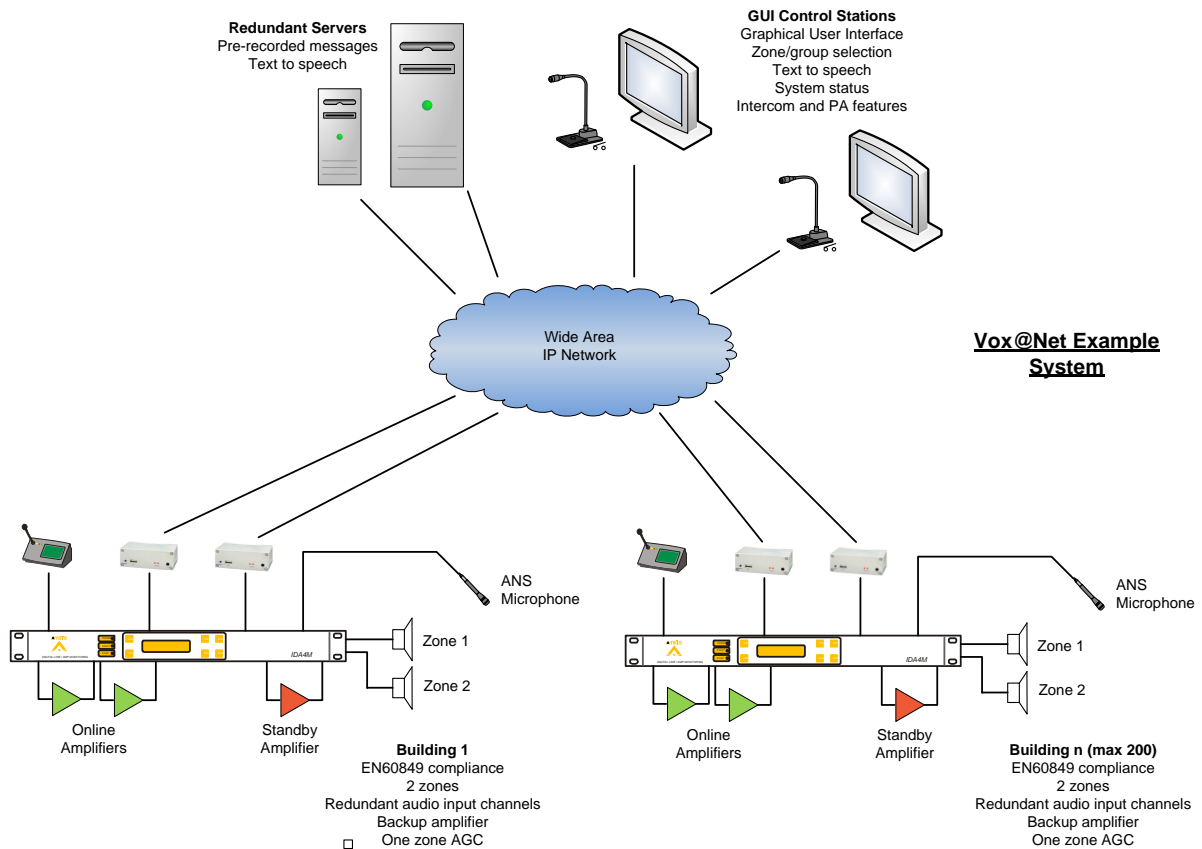 Redundant Servers
Pre-recorded messages
Text to speech
GUI Control Stations
Graphical User Interface
Zone/group selection
Text to speech
System status
Intercom and PA features
Wide Area
IP Network
Vox@Net Example
System
ANS
Microphone
IDA4M
Zone 1
Zone 2
Online
Amplifiers
Standby
Amplifier
Building 1
EN60849 compliance
2 zones
Redundant audio input channels
Backup amplifier
One zone AGC
ANS
Microphone
IDA4M
Zone 1
Zone 2
Online
Amplifiers
Standby
Amplifier
Building n (max 200)
EN60849 compliance
2 zones
Redundant audio input channels
Backup amplifier
One zone AGC